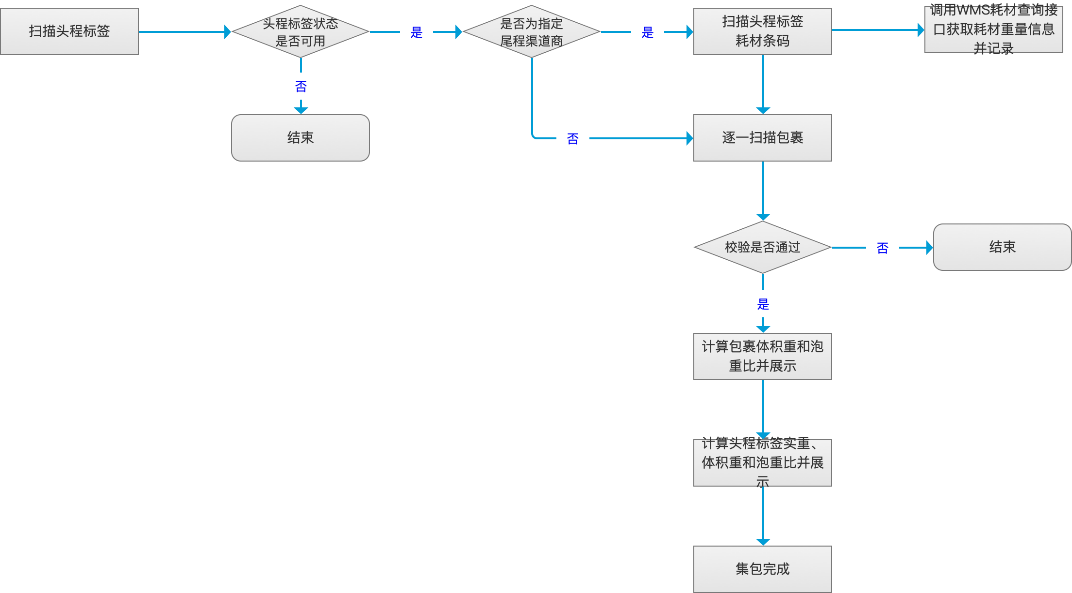 扫描头程标签
头程标签状态
是否可用
是
是否为指定
尾程渠道商
是
扫描头程标签
耗材条码
调用WMS耗材查询接
口获取耗材重量信息
并记录
否
结束
否
逐一扫描包裹
校验是否通过
否
结束
是
计算包裹体积重和泡
重比并展示
计算头程标签实重、
体积重和泡重比并展
示
集包完成